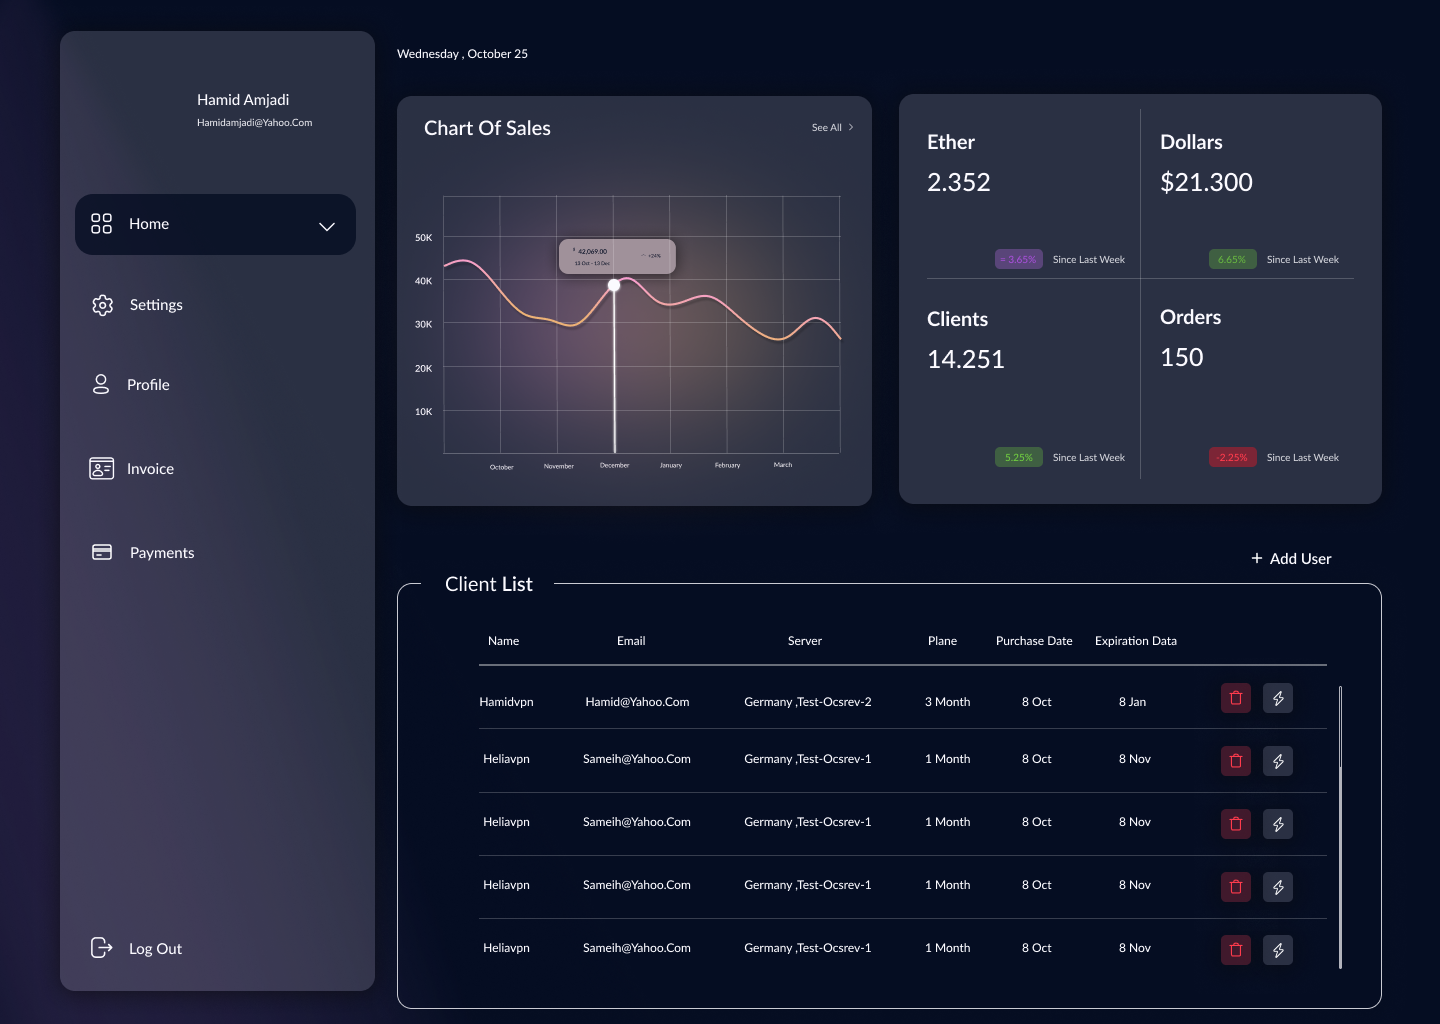 Hamid Amjadi
Hamidamjadi@Yahoo.Com
Home
Settings
Profile
Invoice
Payments
Log Out
Wednesday , October 25
Chart Of Sales
See All
50K
40K
30K
20K
10K
$ 42,069.00
+24%
13 Oct - 13 Dec
October
November
December
January
February
March
Ether
2.352
= 3.65% Since Last Week
Dollars
$21.300
6.65% Since Last Week
Clients
14.251
5.25% Since Last Week
Orders
150
-2.25% Since Last Week
+ Add User
Client List
Name Email Server Plane Purchase Date Expiration Data
Hamidvpn Hamid@Yahoo.Com Germany ,Test-Ocsrev-2 3 Month 8 Oct 8 Jan
Heliavpn Sameih@Yahoo.Com Germany ,Test-Ocsrev-1 1 Month 8 Oct 8 Nov
Heliavpn Sameih@Yahoo.Com Germany ,Test-Ocsrev-1 1 Month 8 Oct 8 Nov
Heliavpn Sameih@Yahoo.Com Germany ,Test-Ocsrev-1 1 Month 8 Oct 8 Nov
Heliavpn Sameih@Yahoo.Com Germany ,Test-Ocsrev-1 1 Month 8 Oct 8 Nov